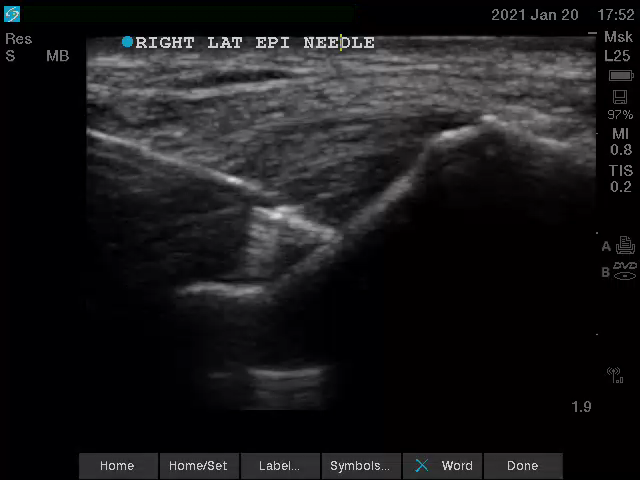 2021 Jan 20 17:52
RIGHT LAT EPI NEEDLE
Res
S MB
Msk
L25
97%
MI
0.8
TIS
0.2
A
B DVD
1.9
Home
Home/Set
Label...
Symbols...
Word
Done